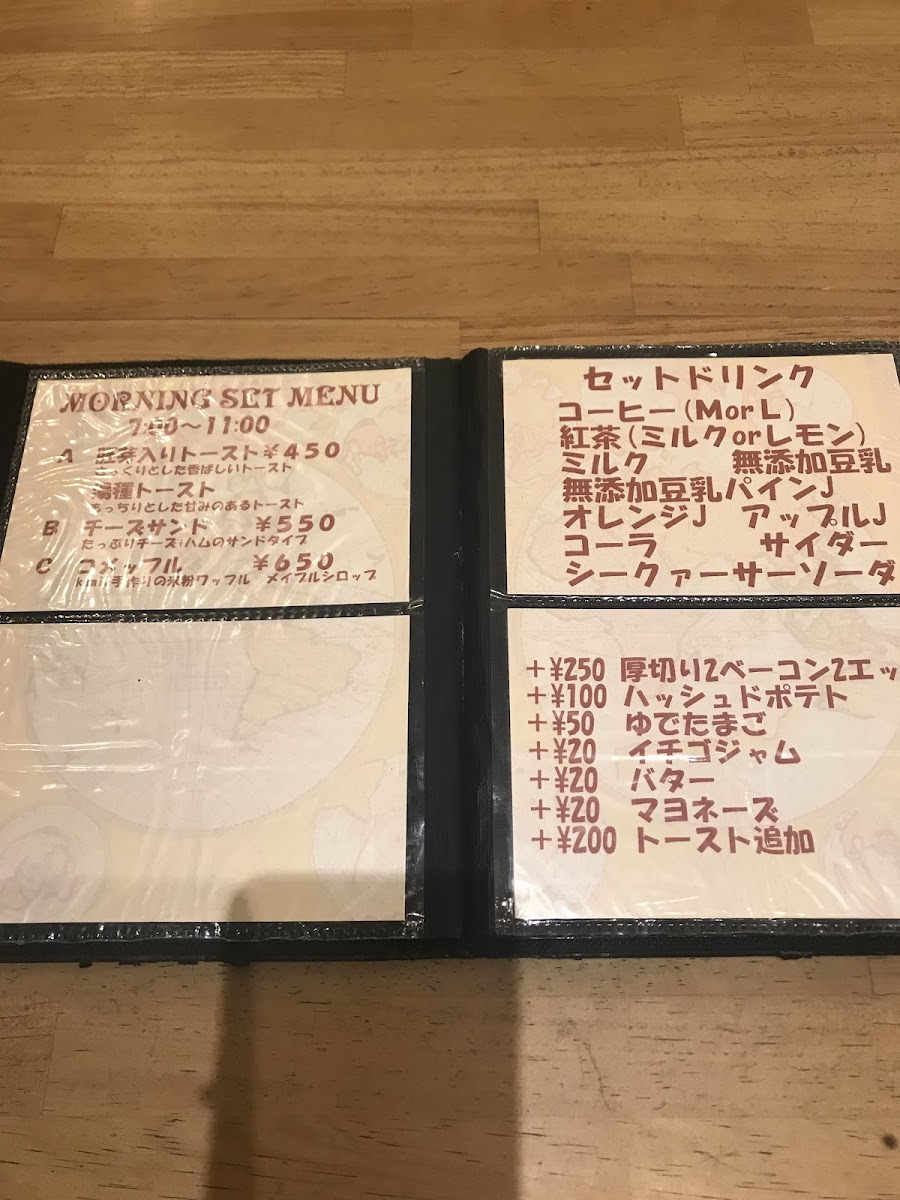 MORNING SET MENU
7:00〜11:00
A 胚芽入りトースト¥450
さっくりとした香ばしいトースト
湯種トースト
もっちりとした甘みのあるトースト
B チーズサンド ¥550
たっぷりチーズ+ハムのサンドタイプ
C コメッフル ¥650
手作りの米粉ワッフル メイプルシロップ
セットドリンク
コーヒー(MorL)
紅茶(ミルクorレモン)
ミルク 無添加豆乳
無添加豆乳パインJ
オレンジJ アップルJ
コーラ サイダー
シークァーサーソーダ
+¥250 厚切り2ベーコン2エッ
+¥100 ハッシュドポテト
+¥50 ゆでたまご
+¥20 イチゴジャム
+¥20 バター
+¥20 マヨネーズ
+¥200 トースト追加